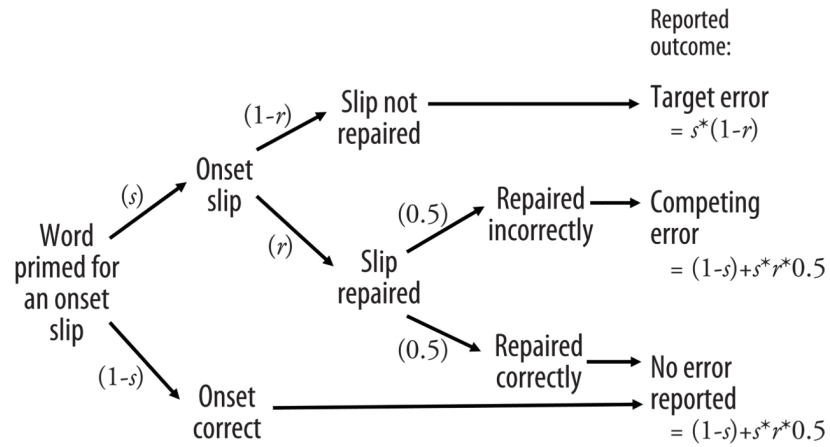 Reported
outcome:
(1-r)
Slip not
repaired
Target error
= s*(1-r)
Onset
slip
(s)
(r)
(0.5)
Repaired
incorrectly
Competing
error
= (1-s)+s*r*0.5
Word
primed for
an onset
slip
Slip
repaired
(0.5)
Repaired
correctly
No error
reported
= (1-s)+s*r*0.5
(1-s)
Onset
correct